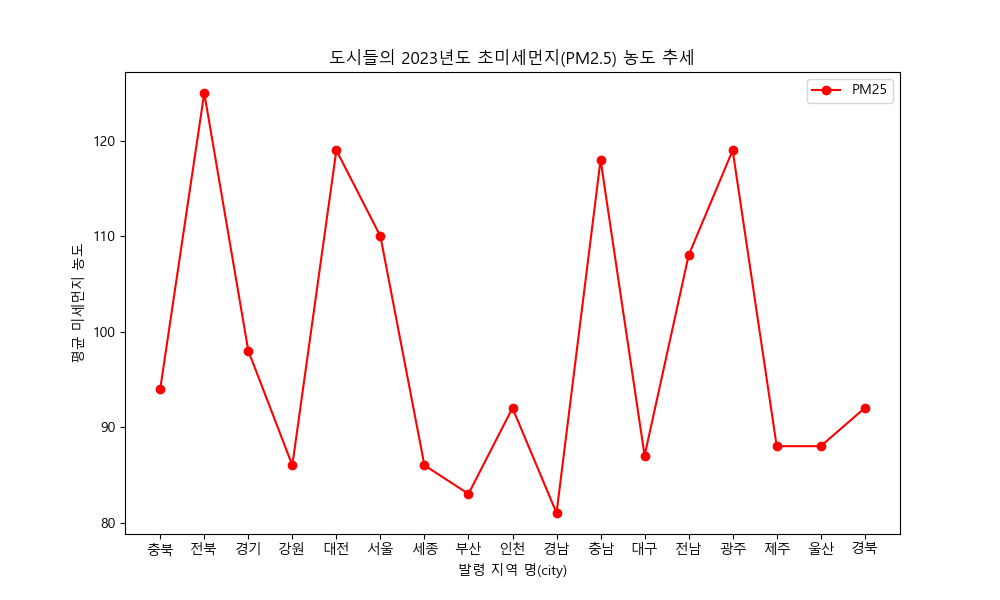 도시들의 2023년도 초미세먼지(PM2.5) 농도 추세
PM25
평균 미세먼지 농도
120
110
100
90
80
충북 전북 경기 강원 대전 서울 세종 부산 인천 경남 충남 대구 전남 광주 제주 울산 경북
발령 지역 명(city)